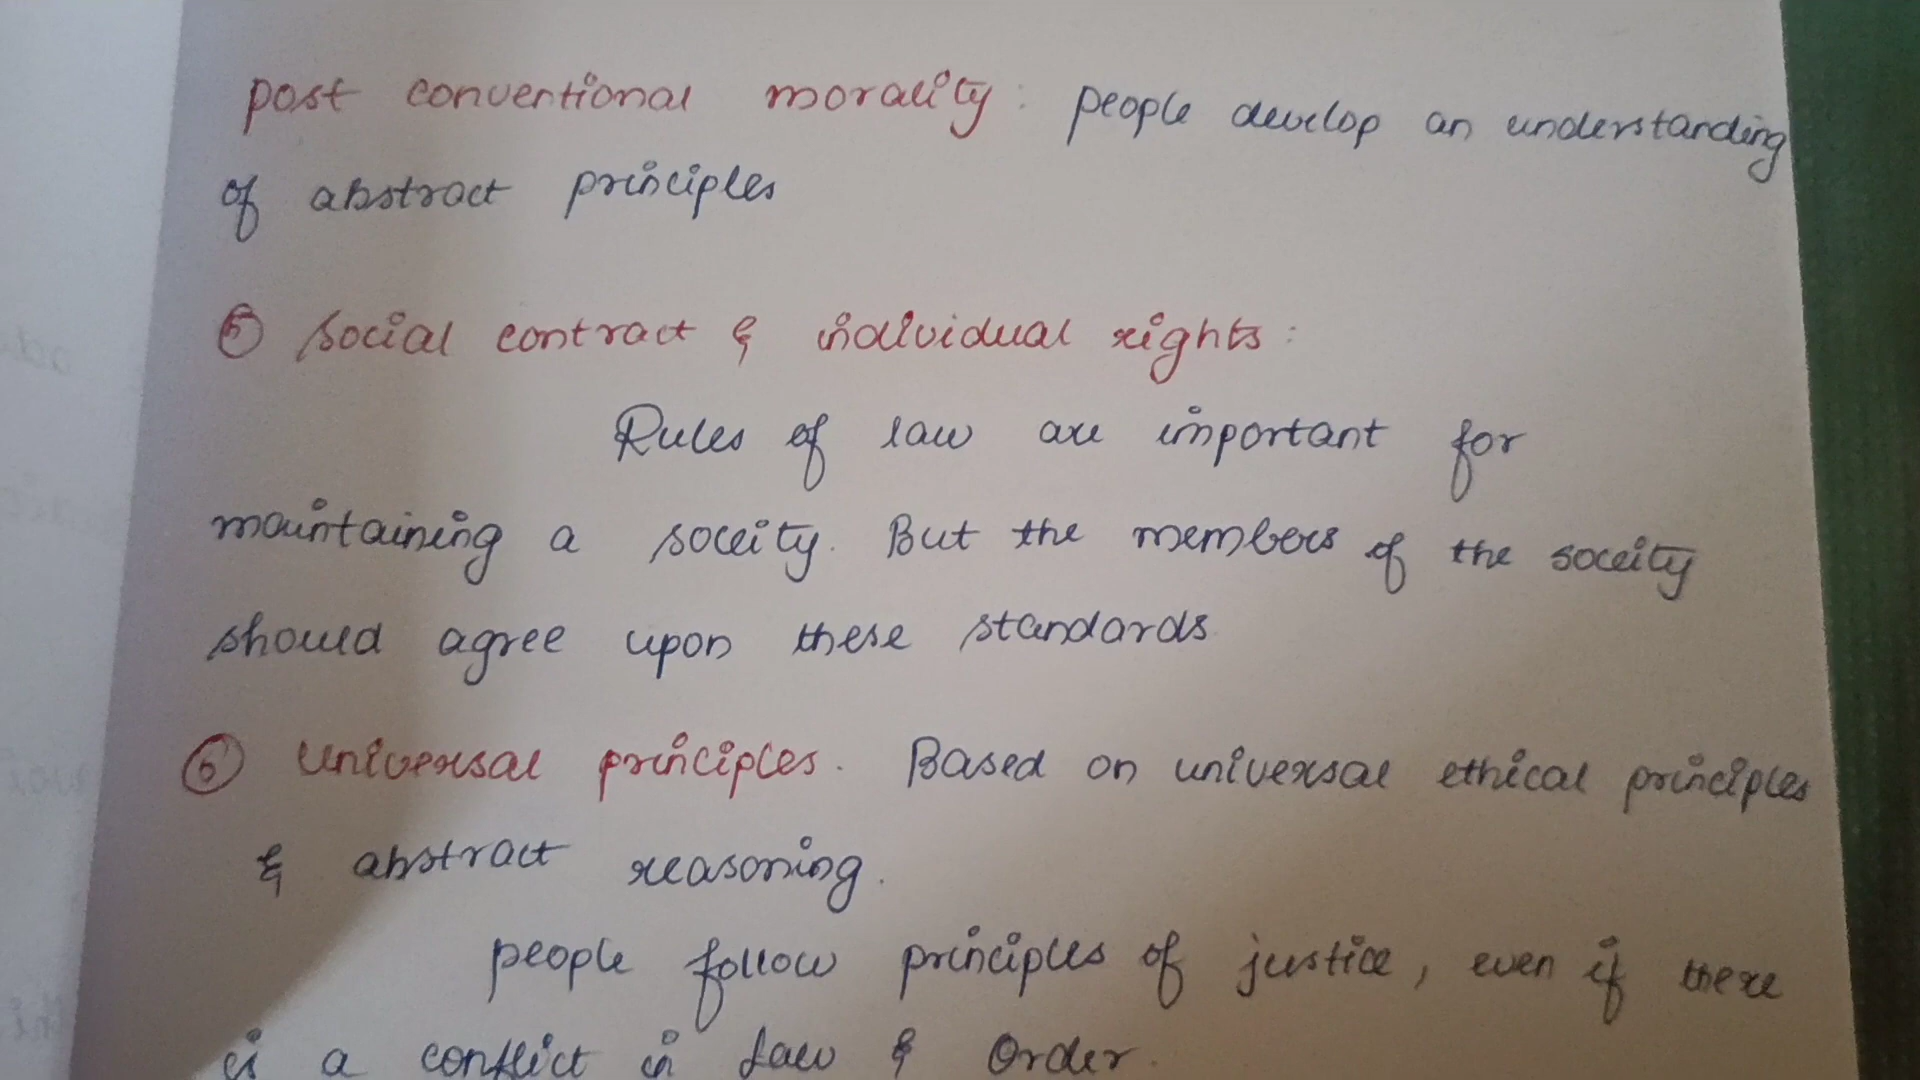 post conventional morality: people develop an understanding
of abstract principles
⑤ Social contract & individual rights:
Rules of law are important for
maintaining a soceity. But the members of the soceity
should agree upon these standards
⑥ Universal principles. Based on universal ethical principles
& abstract reasoning.
people follow principles of justice, even if there
is a conflict in law & Order.